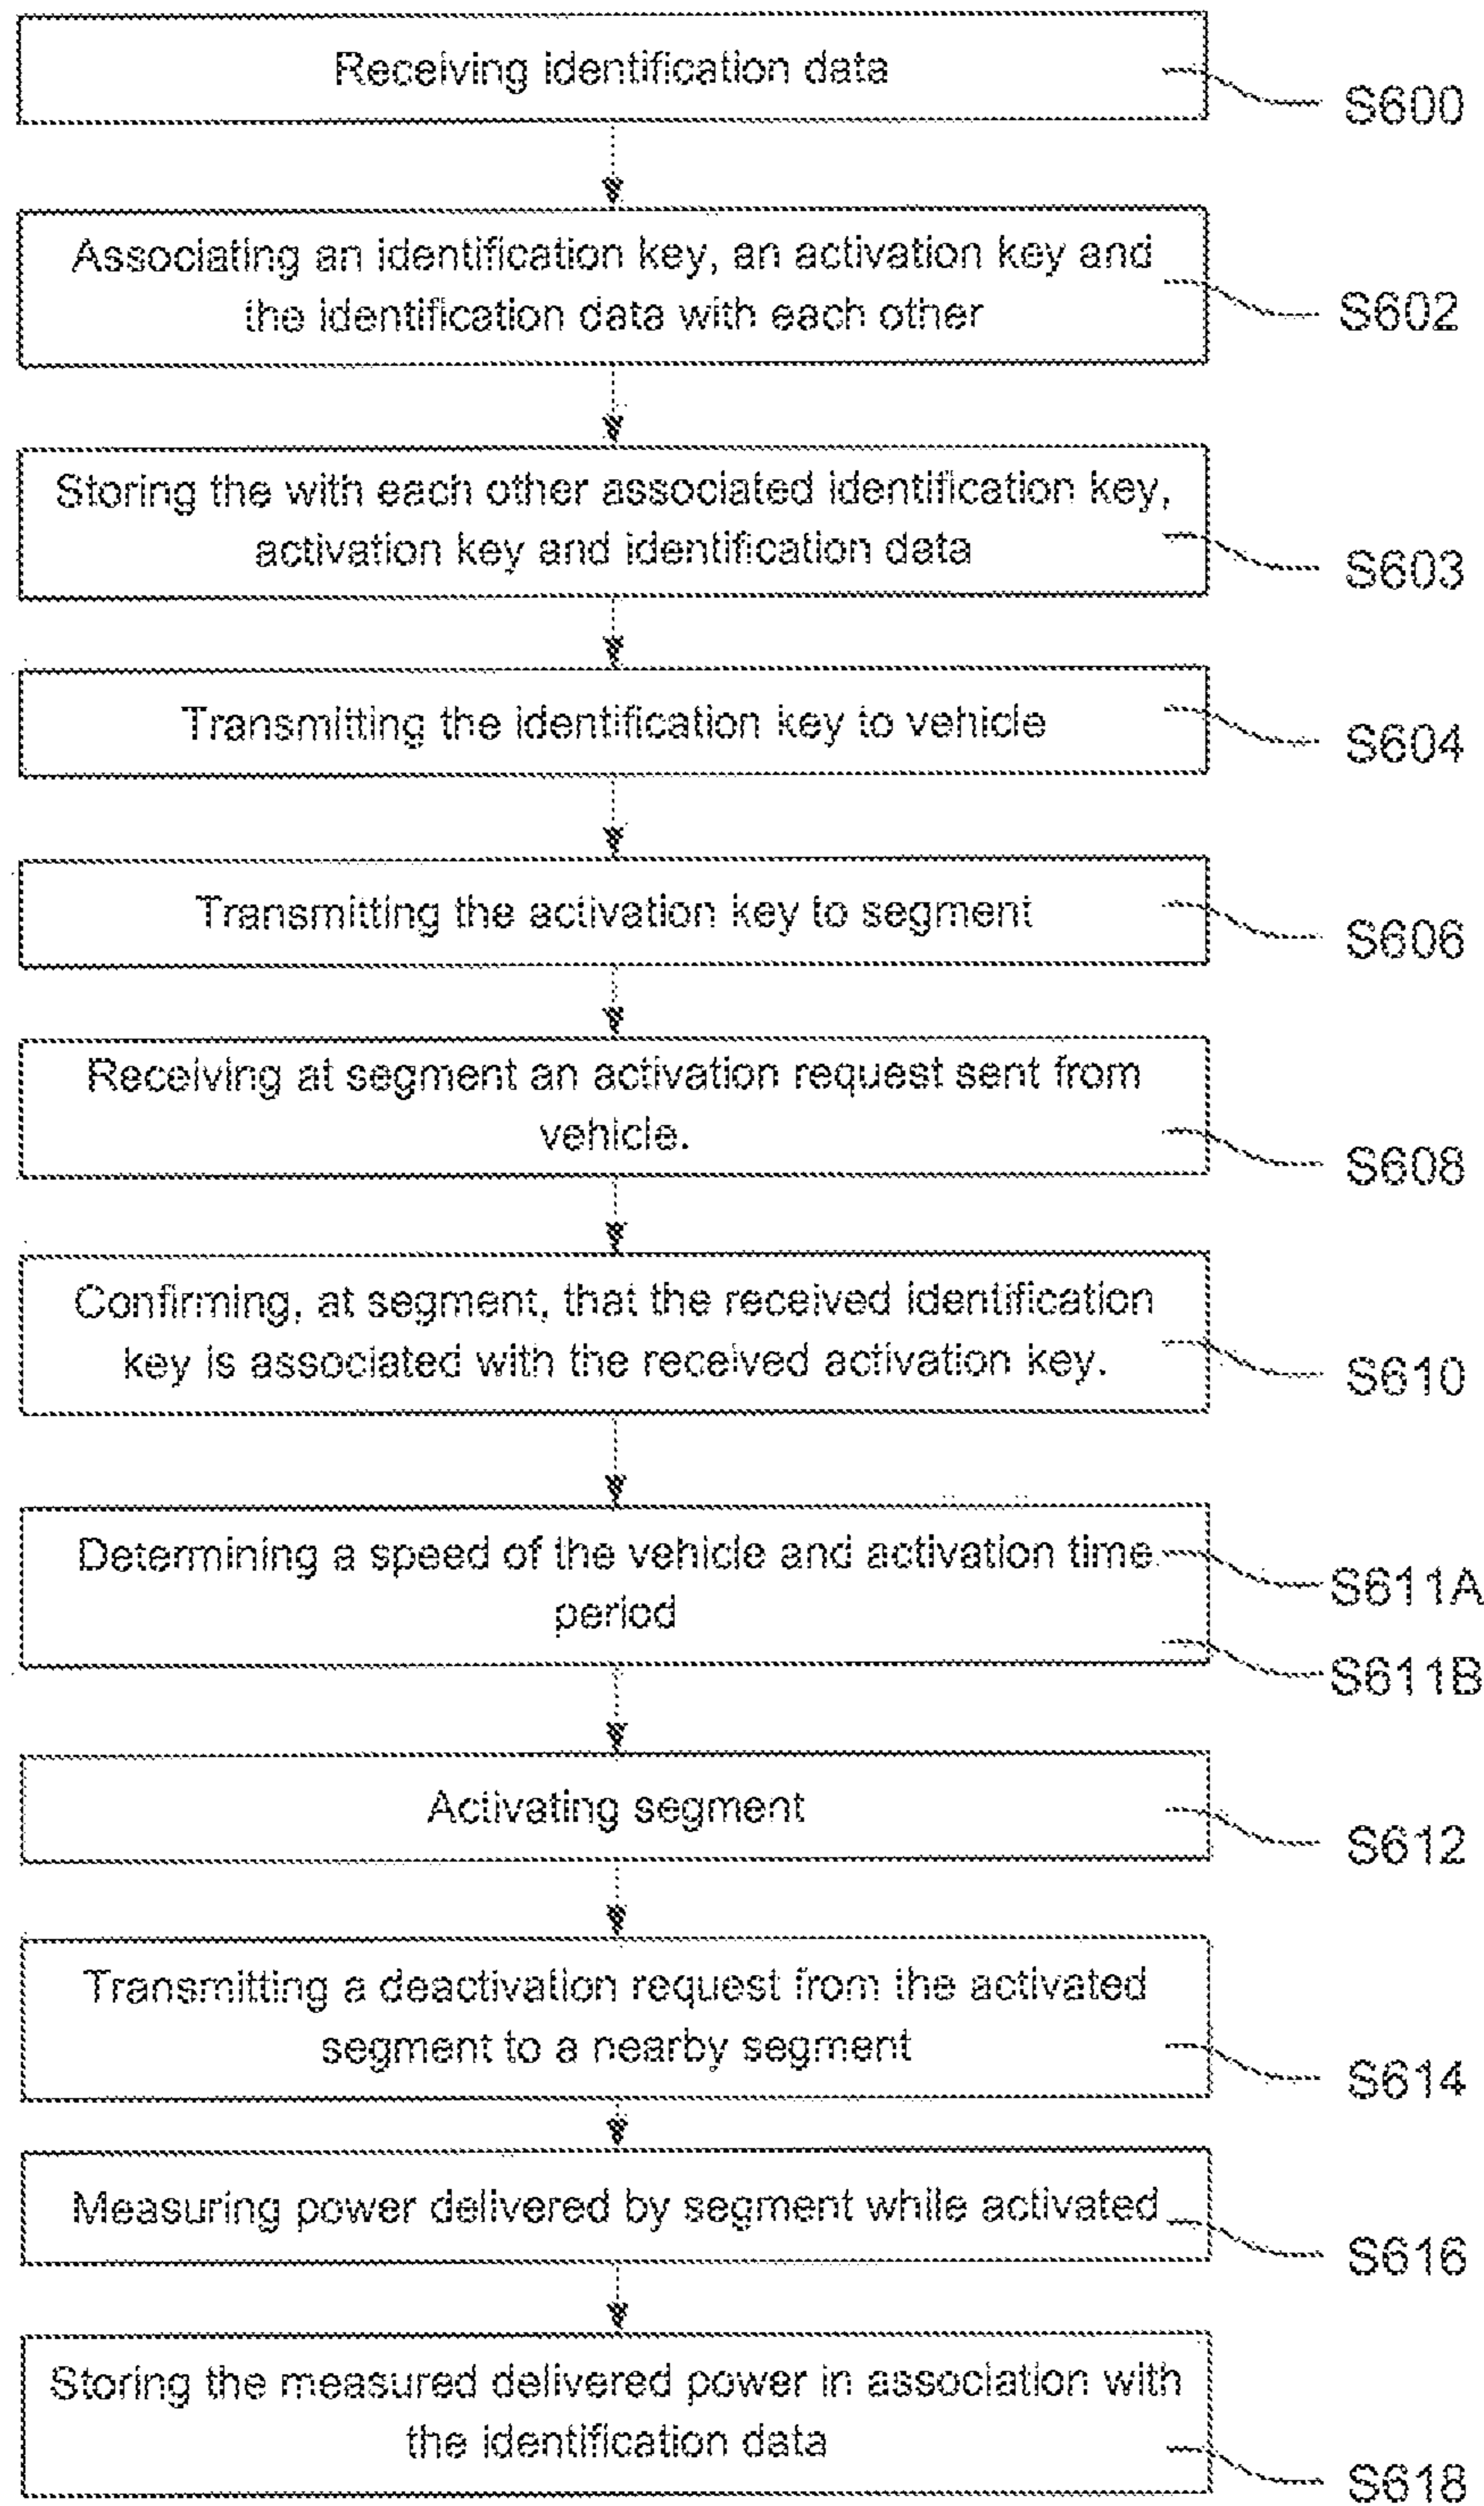 Receiving identification data
S600
Associating an identification key, an activation key and
the identification data with each other
S602
Storing the with each other associated identification key,
activation key and identification data
S603
Transmitting the identification key to vehicle
S604
Transmitting the activation key to segment
S606
Receiving at segment an activation request sent from
vehicle.
S608
Confirming, at segment, that the received identification
key is associated with the received activation key.
S610
Determining a speed of the vehicle and activation time
period
S611A
S611B
Activating segment
S612
Transmitting a deactivation request from the activated
segment to a nearby segment
S614
Measuring power delivered by segment while activated
S616
Storing the measured delivered power in association with
the identification data
S618